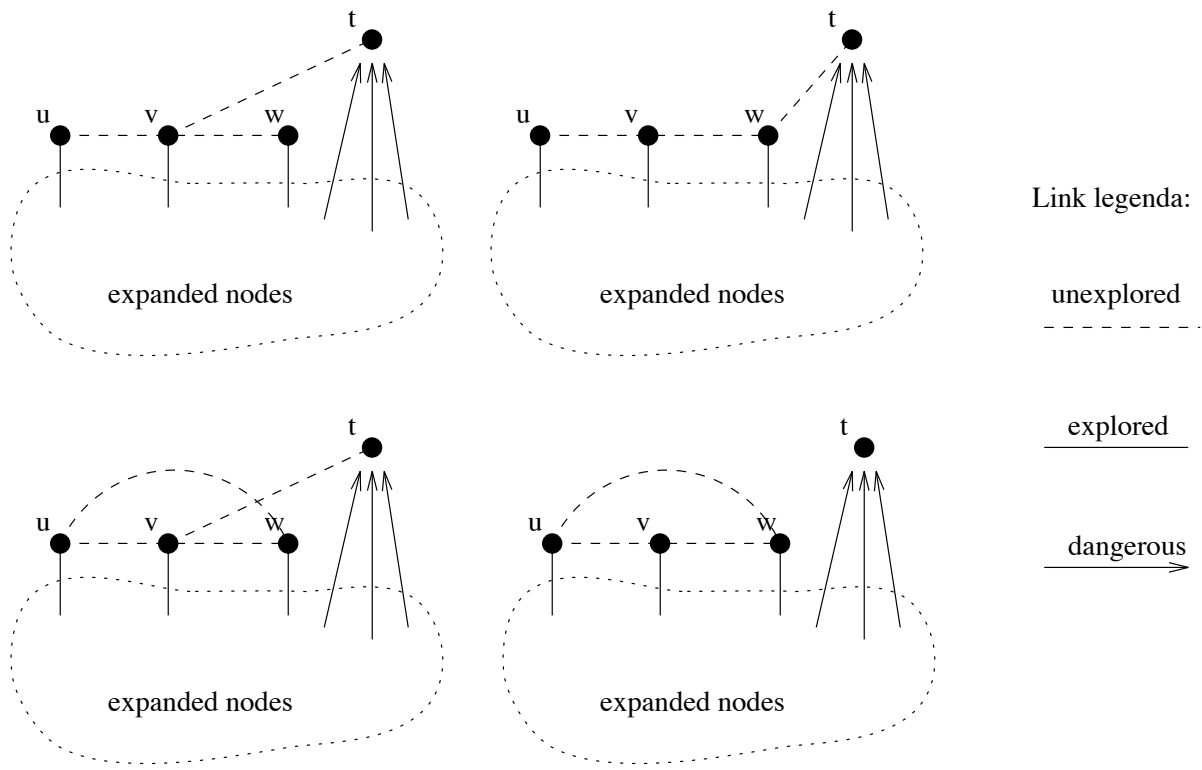 t
u v w
expanded nodes
t
u v w
expanded nodes
Link legenda:
unexplored
explored
dangerous
t
u v w
expanded nodes
t
u v w
expanded nodes